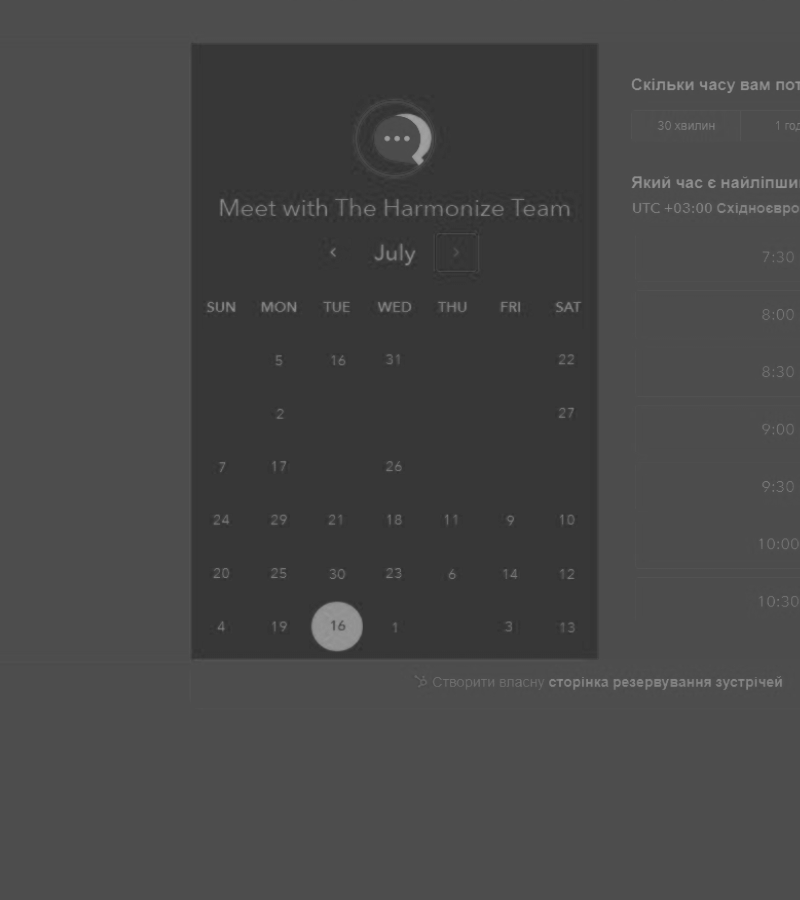 Meet with The Harmonize Team
July
SUN MON TUE WED THU FRI SAT
5 16 31 22
2 27
7 17 26
24 29 21 18 11 9 10
20 25 30 23 6 14 12
4 19 16 1 3 13
Скільки часу вам пот
30 хвилин 1 год
Який час є найліпши
UTC +03:00 Східноєвро
7:30
8:00
8:30
9:00
9:30
10:00
10:30
Створити власну сторінка резервування зустрічей